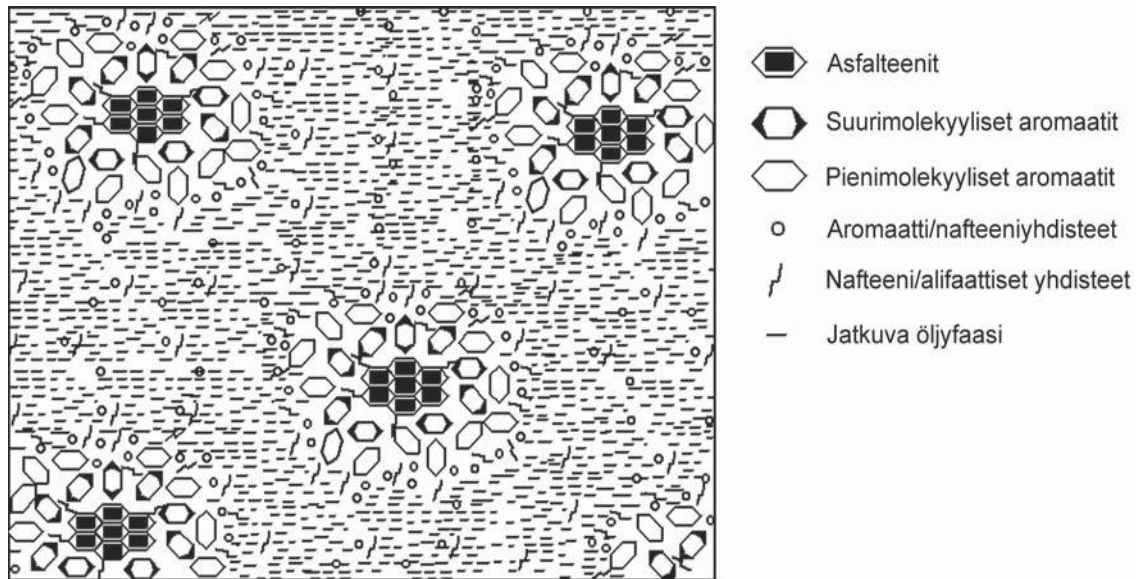 Asfalteenit
Suurimolekyyliset aromaatit
Pienimolekyyliset aromaatit
Aromaatti/nafteeniyhdisteet
Nafteeni/alifaattiset yhdisteet
Jatkuva öljyfaasi